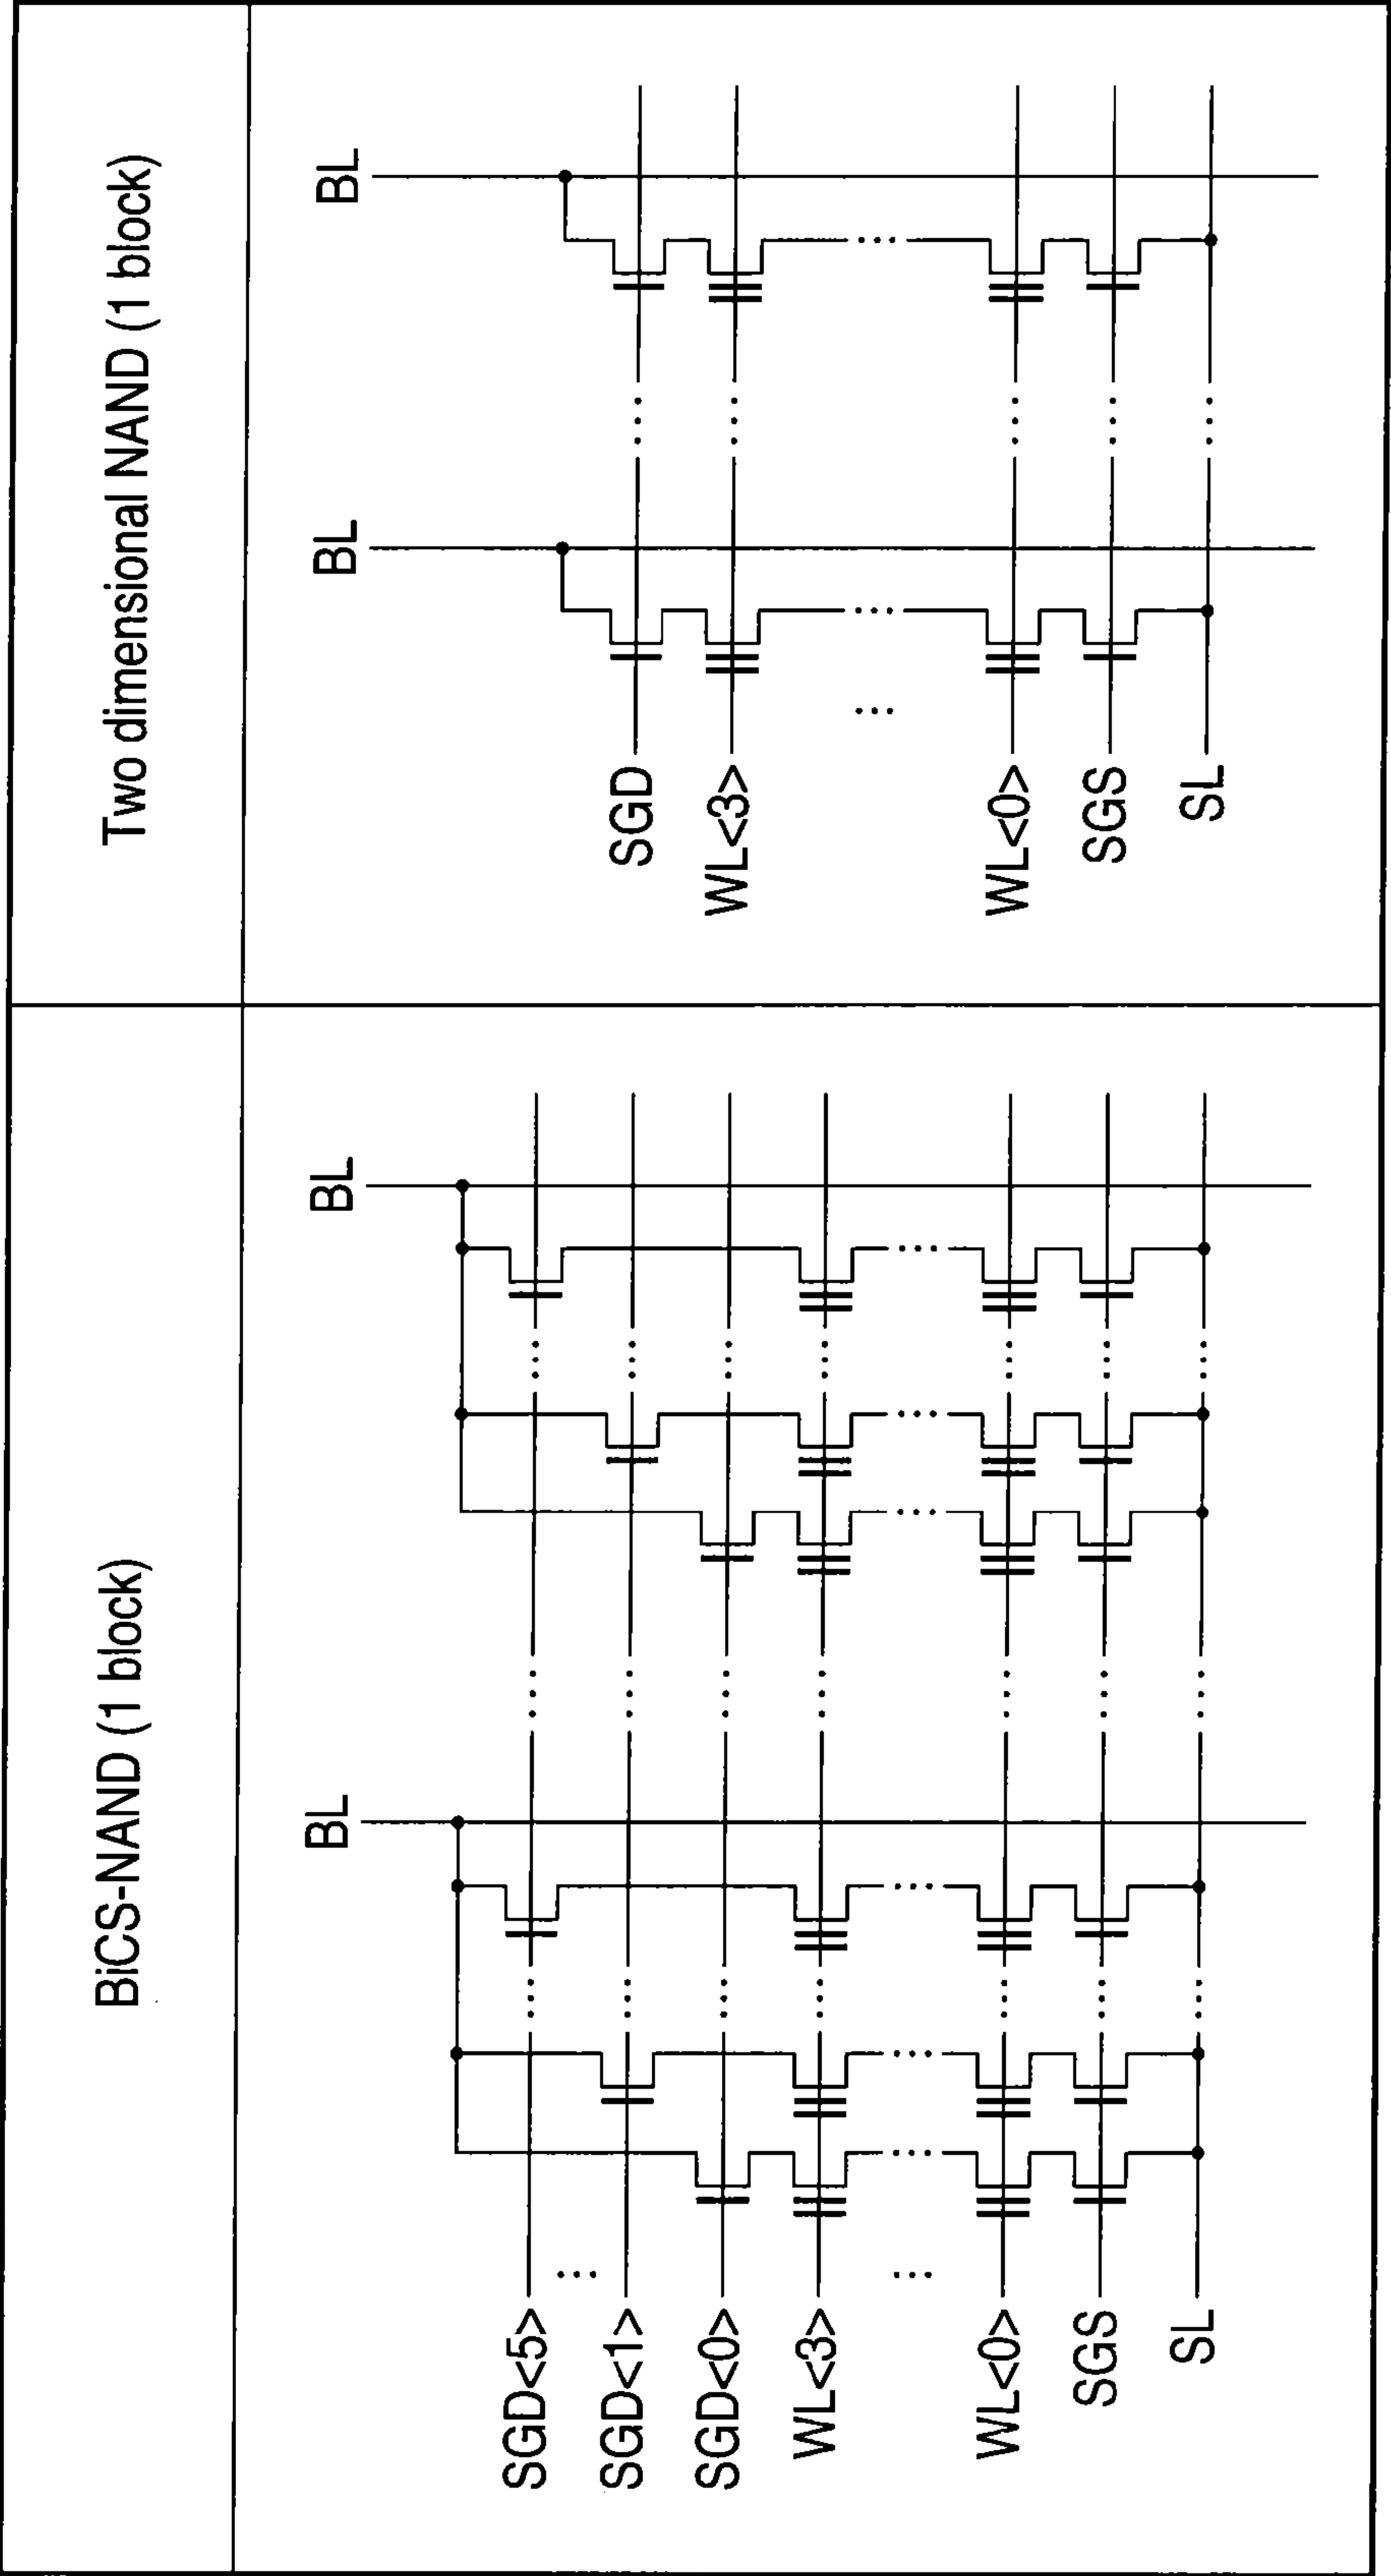 BiCS-NAND (1 block)
BL
BL
SGD<5>
...
SGD<1>
SGD<0>
WL<3>
...
WL<0>
SGS
SL
Two dimensional NAND (1 block)
BL
BL
SGD
WL<3>
...
WL<0>
SGS
SL